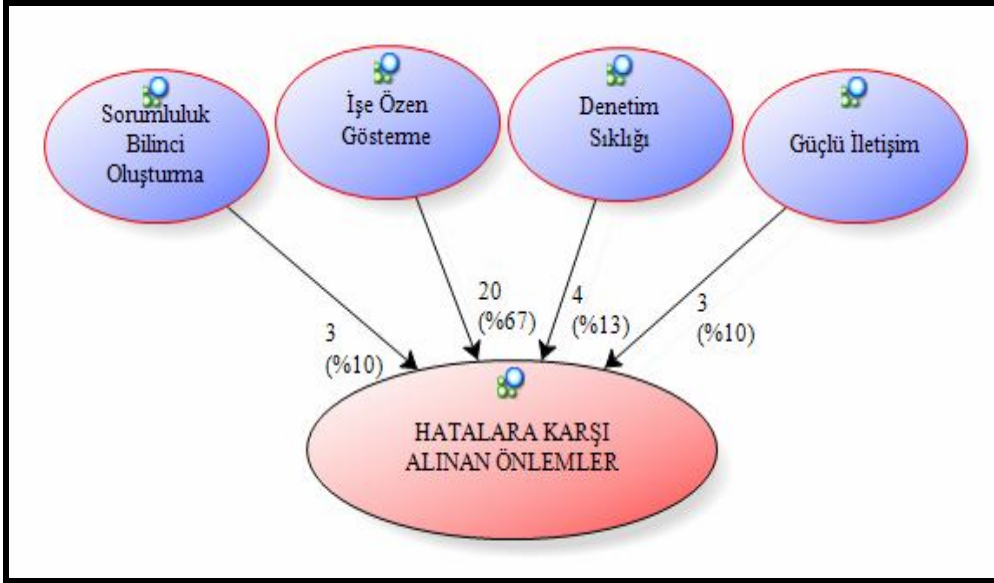 Sorumluluk
Bilinci
Oluşturma
İşe Özen
Gösterme
Denetim
Sıklığı
Güçlü İletişim
3
(%10)
20
(%67)
4
(%13)
3
(%10)
HATALARA KARŞI
ALINAN ÖNLEMLER